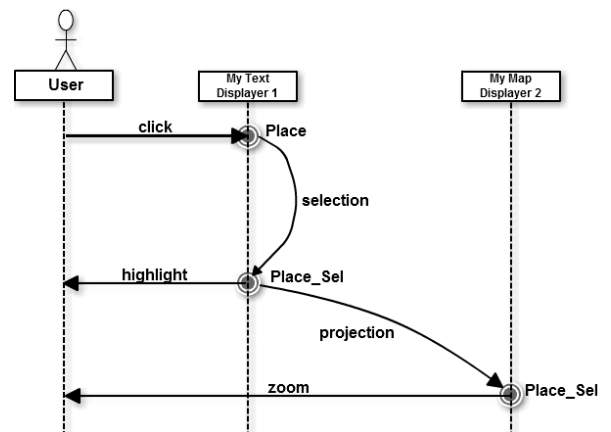 User
My Text
Displayer 1
My Map
Displayer 2
click
Place
selection
highlight
Place_Sel
projection
zoom
Place_Sel